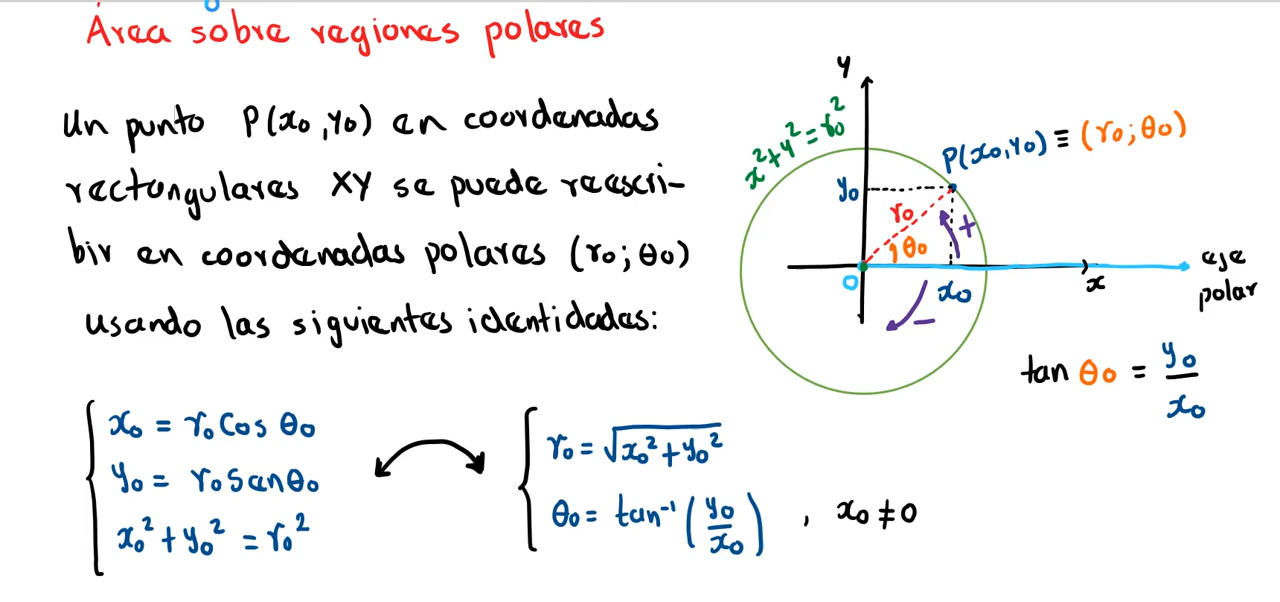 Área sobre regiones polares
Un punto P(x₀,y₀) en coordenadas
rectangulares XY se puede reescri-
bir en coordenadas polares (r₀;θ₀)
usando las siguientes identidades:
x₀ = r₀ Cos θ₀
y₀ = r₀ Sen θ₀
x₀² + y₀² = r₀²
r₀ = √(x₀² + y₀²)
θ₀ = tan⁻¹ (y₀/x₀) , x₀ ≠ 0
y
x² + y² = r₀²
P(x₀,y₀) ≡ (r₀;θ₀)
y₀
r₀
θ₀
+
0
x₀
−
x
eje
polar
tan θ₀ = y₀/x₀